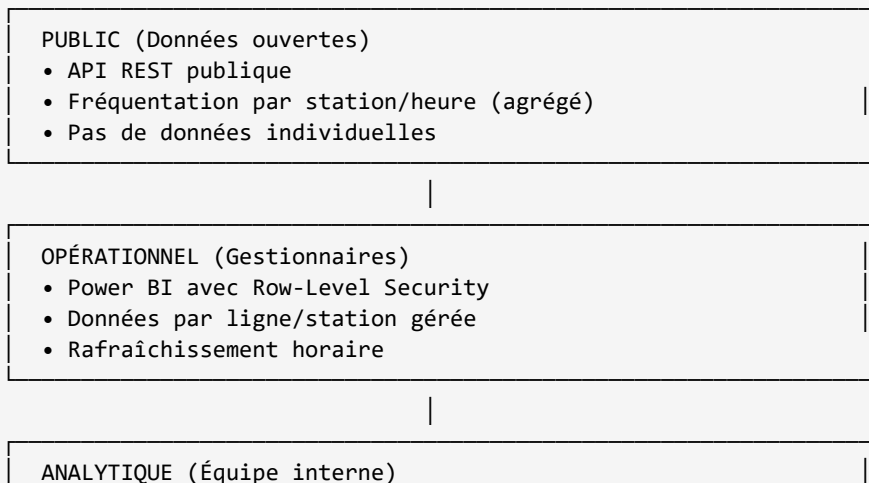 PUBLIC (Données ouvertes)
• API REST publique
• Fréquentation par station/heure (agrégé)
• Pas de données individuelles
OPÉRATIONNEL (Gestionnaires)
• Power BI avec Row-Level Security
• Données par ligne/station gérée
• Rafraîchissement horaire
ANALYTIQUE (Équipe interne)